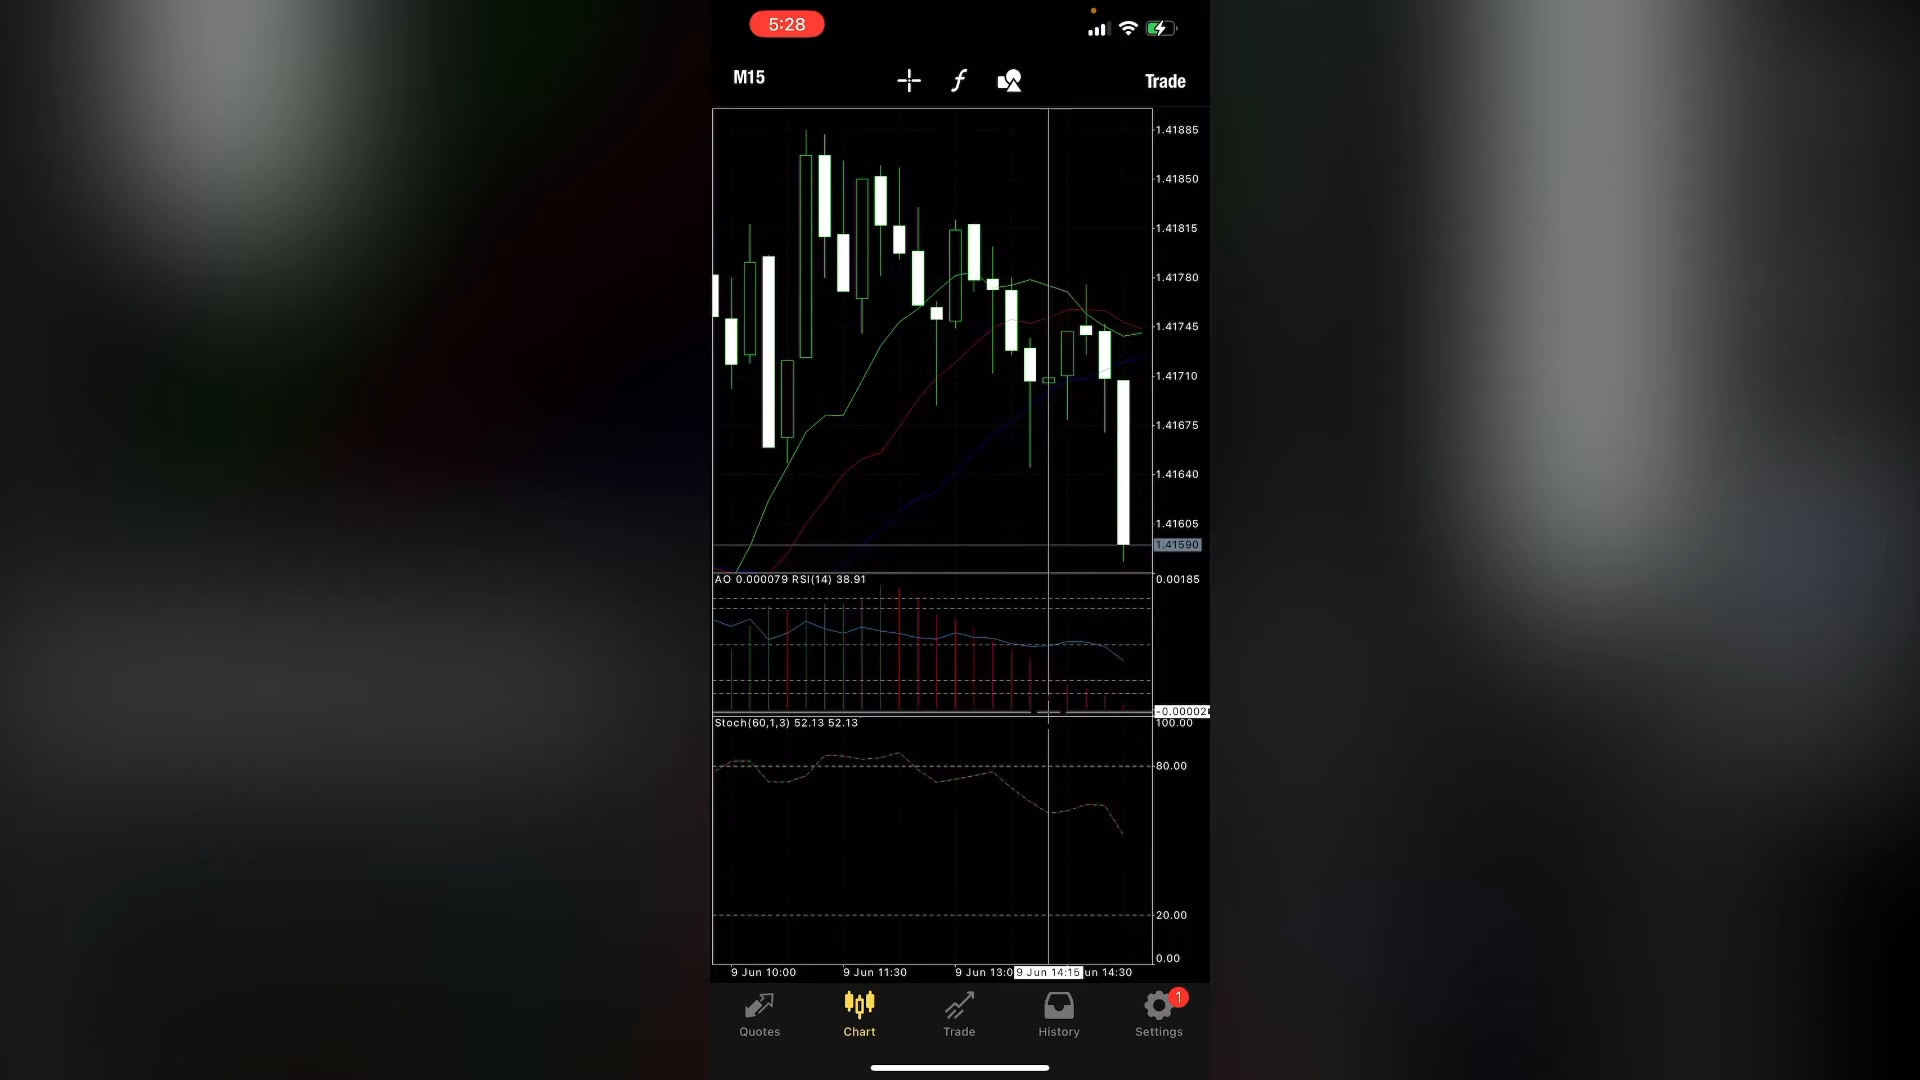 5:28
M15
Trade
1.41885
1.41850
1.41815
1.41780
1.41745
1.41710
1.41675
1.41640
1.41605
1.41590
AO 0.000079 RSI(14) 38.91
0.00185
-0.00002
Stoch(60,1,3) 52.13 52.13
100.00
80.00
20.00
0.00
9 Jun 10:00
9 Jun 11:30
9 Jun 13:0
9 Jun 14:15
un 14:30
1
Quotes
Chart
Trade
History
Settings